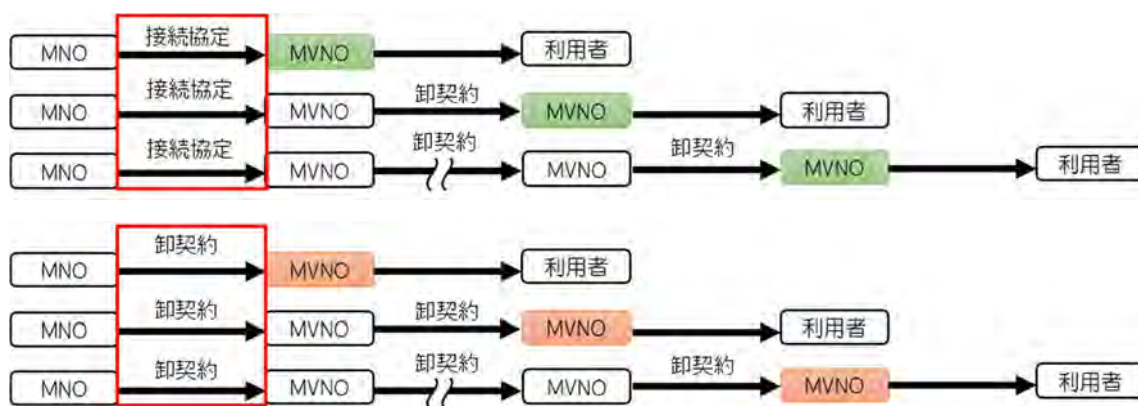 MNO 接続協定 MVNO 利用者
MNO 接続協定 MVNO 卸契約 MVNO 利用者
MNO 接続協定 MVNO 卸契約 MVNO 卸契約 MVNO 利用者
MNO 卸契約 MVNO 利用者
MNO 卸契約 MVNO 卸契約 MVNO 利用者
MNO 卸契約 MVNO 卸契約 MVNO 卸契約 MVNO 利用者